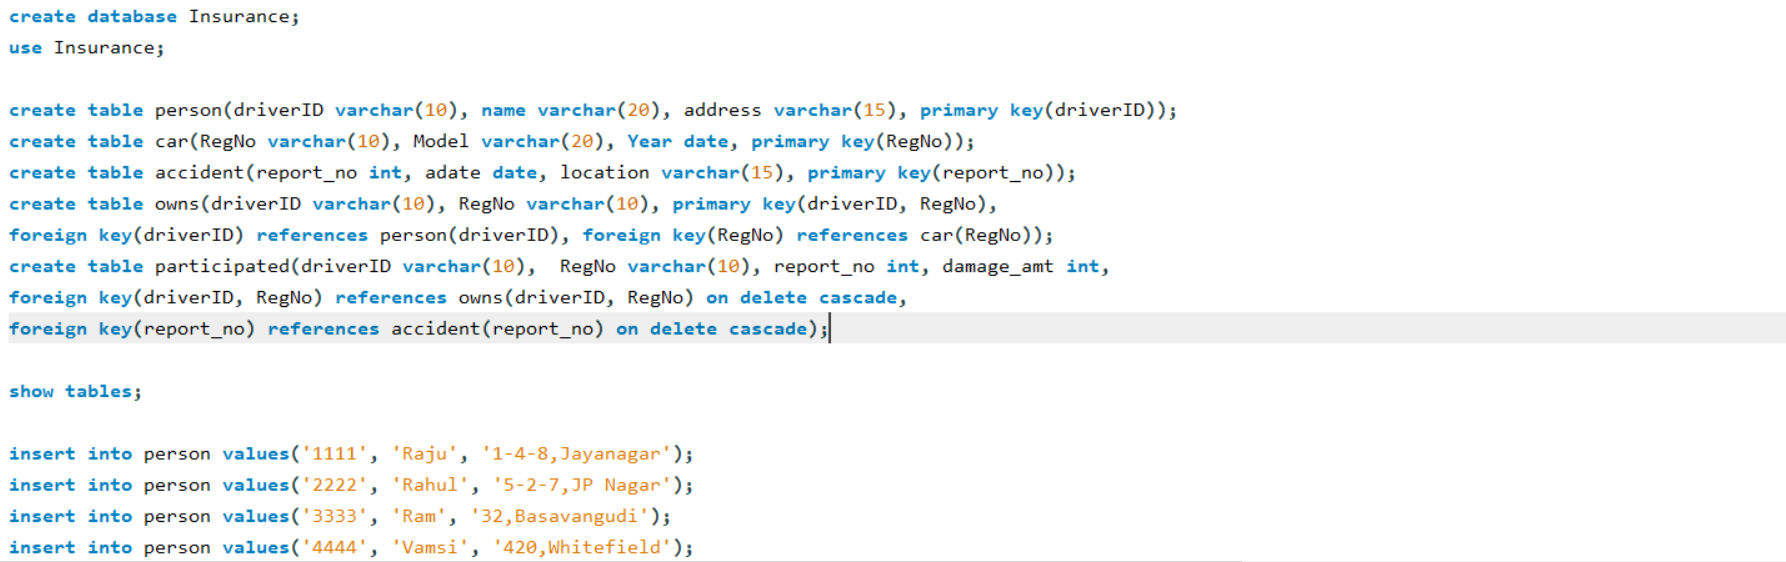 create database Insurance;
use Insurance;
create table person(driverID varchar(10), name varchar(20), address varchar(15), primary key(driverID));
create table car(RegNo varchar(10), Model varchar(20), Year date, primary key(RegNo));
create table accident(report_no int, adate date, location varchar(15), primary key(report_no));
create table owns(driverID varchar(10), RegNo varchar(10), primary key(driverID, RegNo),
foreign key(driverID) references person(driverID), foreign key(RegNo) references car(RegNo));
create table participated(driverID varchar(10),  RegNo varchar(10), report_no int, damage_amt int,
foreign key(driverID, RegNo) references owns(driverID, RegNo) on delete cascade,
foreign key(report_no) references accident(report_no) on delete cascade);
show tables;
insert into person values('1111', 'Raju', '1-4-8,Jayanagar');
insert into person values('2222', 'Rahul', '5-2-7,JP Nagar');
insert into person values('3333', 'Ram', '32,Basavangudi');
insert into person values('4444', 'Vamsi', '420,Whitefield');